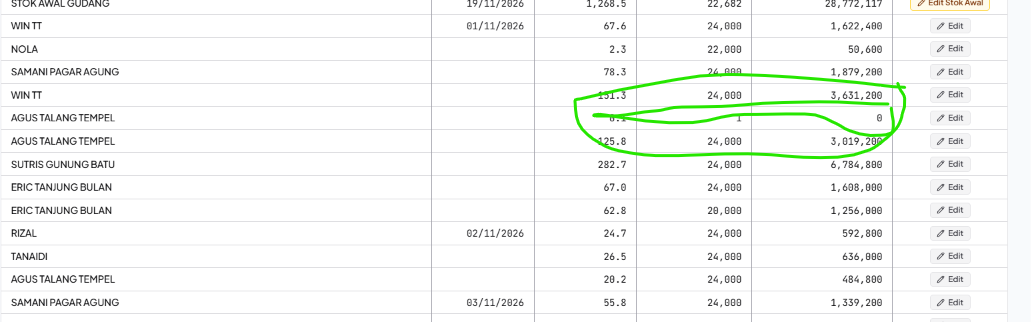 STOK AWAL GUDANG 19/11/2026 1,268.5 22,682 28,772,117 Edit Stok Awal
WIN TT 01/11/2026 67.6 24,000 1,622,400 Edit
NOLA 2.3 22,000 50,600 Edit
SAMANI PAGAR AGUNG 78.3 24,000 1,879,200 Edit
WIN TT 151.3 24,000 3,631,200 Edit
AGUS TALANG TEMPEL 1 0 Edit
AGUS TALANG TEMPEL 125.8 24,000 3,019,200 Edit
SUTRIS GUNUNG BATU 282.7 24,000 6,784,800 Edit
ERIC TANJUNG BULAN 67.0 24,000 1,608,000 Edit
ERIC TANJUNG BULAN 62.8 20,000 1,256,000 Edit
RIZAL 02/11/2026 24.7 24,000 592,800 Edit
TANAIDI 26.5 24,000 636,000 Edit
AGUS TALANG TEMPEL 20.2 24,000 484,800 Edit
SAMANI PAGAR AGUNG 03/11/2026 55.8 24,000 1,339,200 Edit